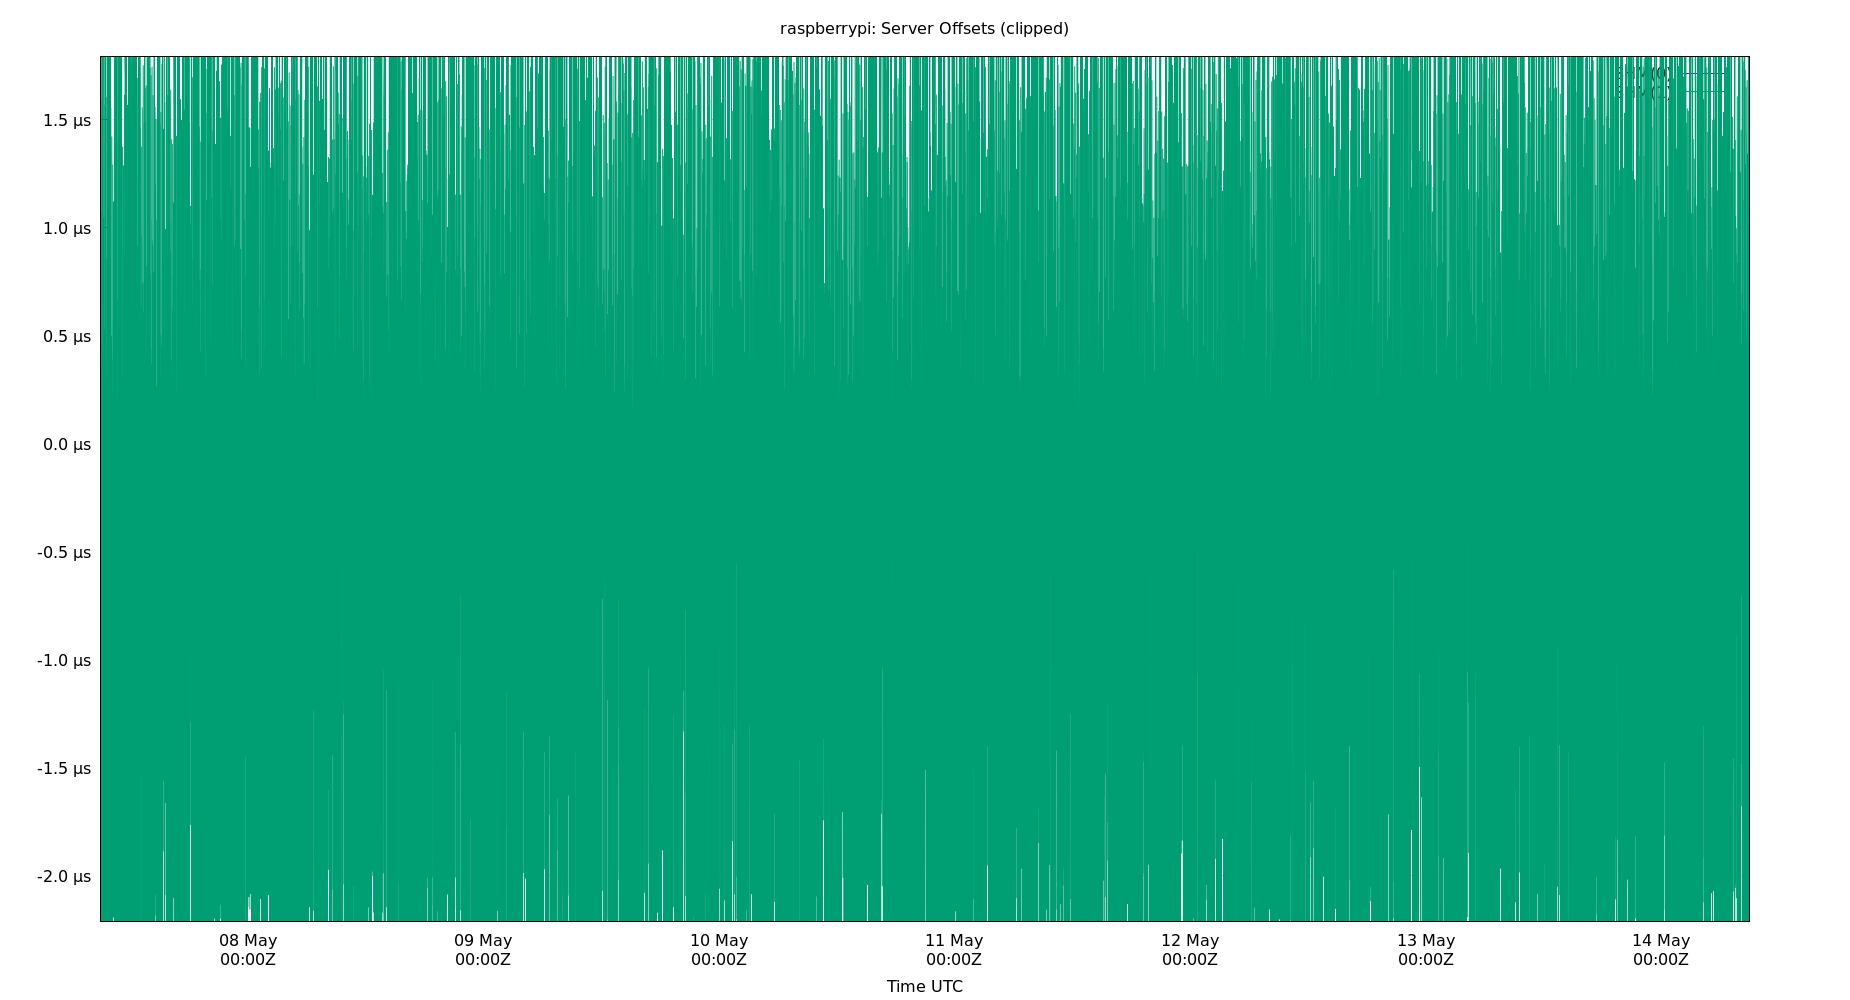 raspberrypi: Server Offsets (clipped)
1.5 µs
1.0 µs
0.5 µs
0.0 µs
-0.5 µs
-1.0 µs
-1.5 µs
-2.0 µs
08 May
00:00Z
09 May
00:00Z
10 May
00:00Z
11 May
00:00Z
12 May
00:00Z
13 May
00:00Z
14 May
00:00Z
Time UTC